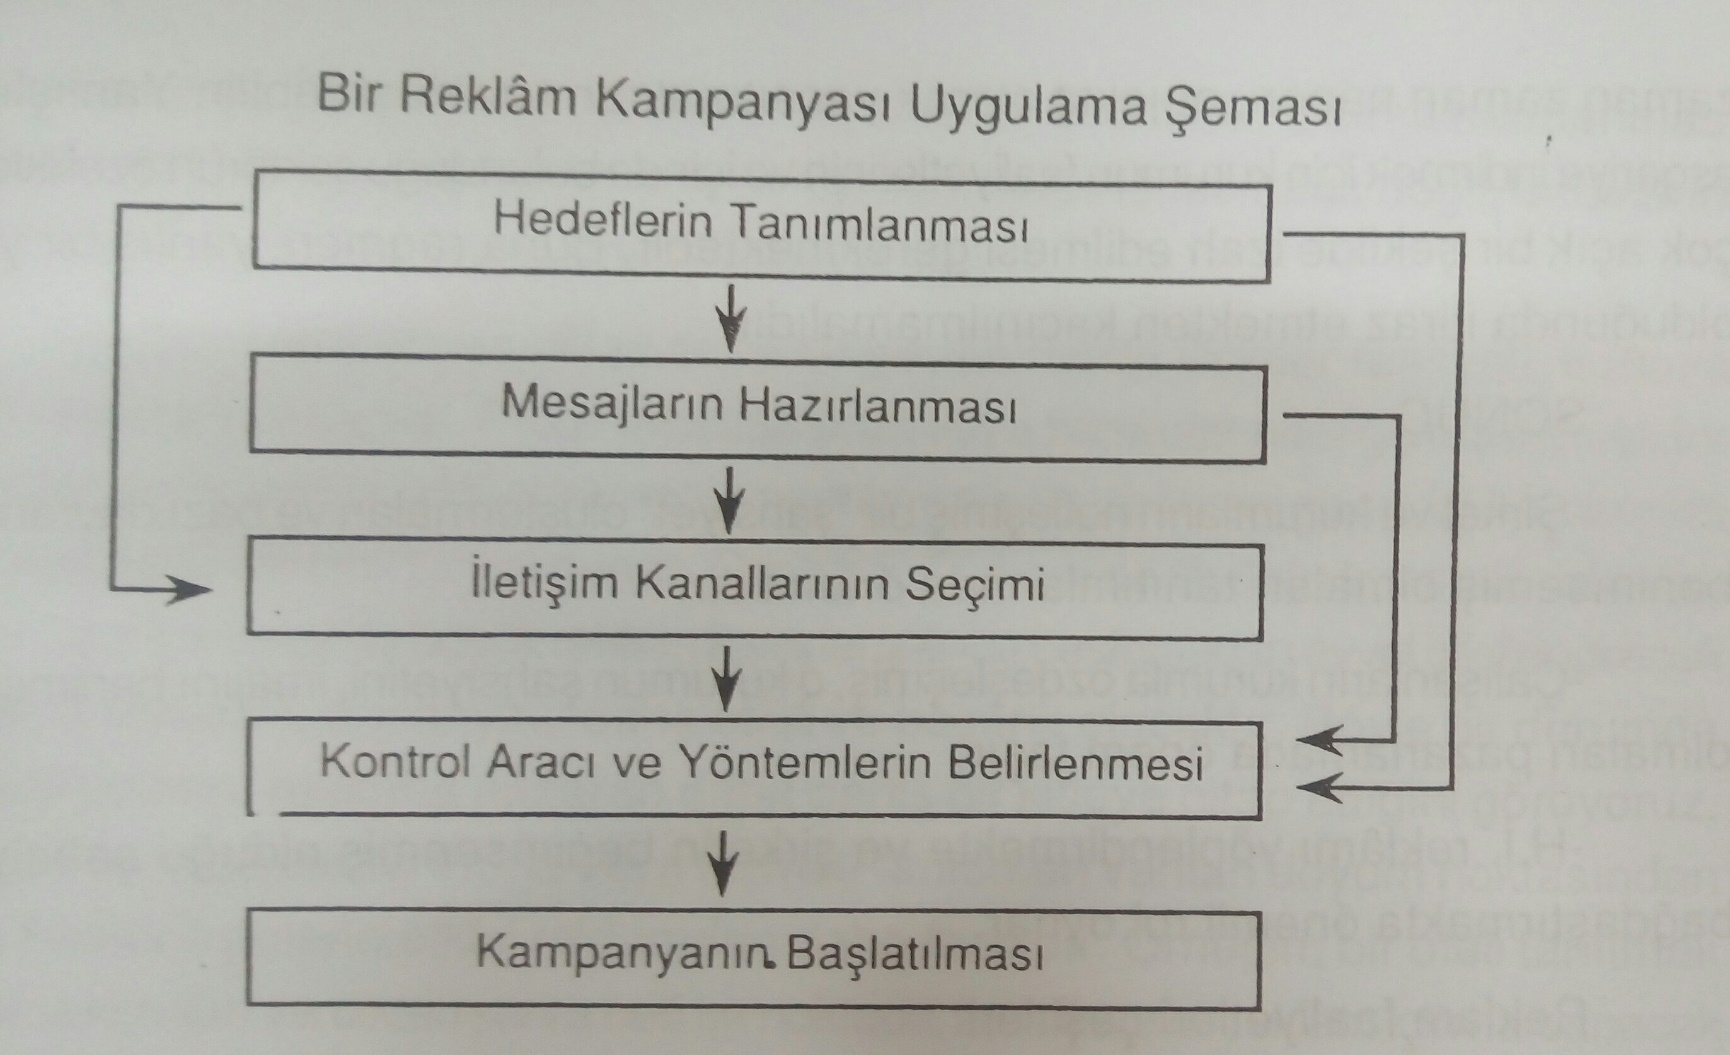 Bir Reklâm Kampanyası Uygulama Şeması
Hedeflerin Tanımlanması
Mesajların Hazırlanması
İletişim Kanallarının Seçimi
Kontrol Aracı ve Yöntemlerin Belirlenmesi
Kampanyanın Başlatılması